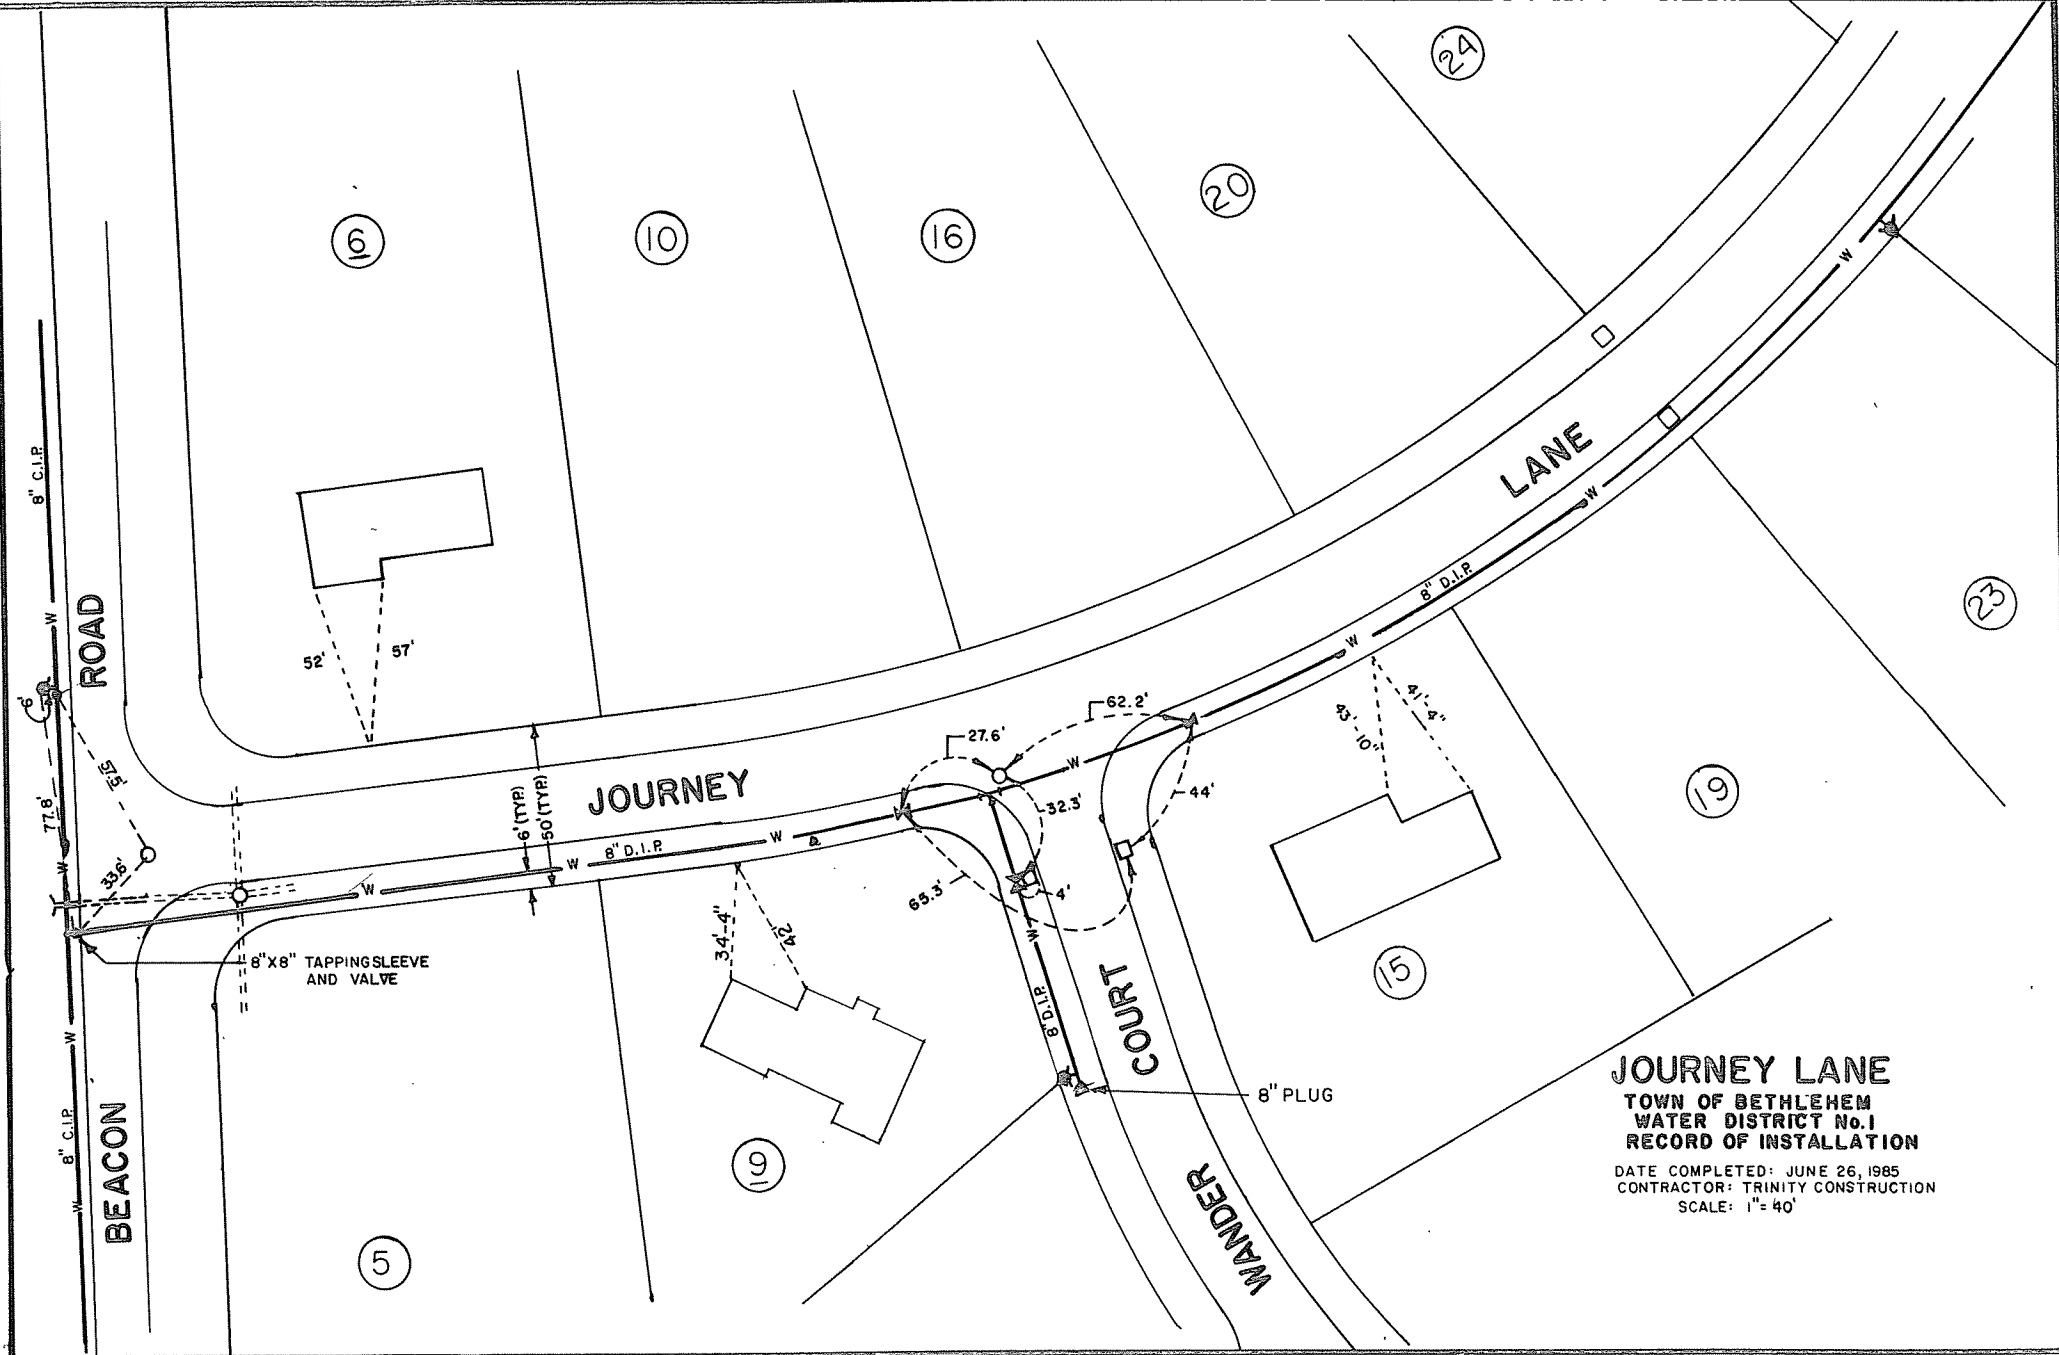 24
20
6
10
16
8" C.I.P.
W
ROAD
52'
57'
6'
57.5'
77.8'
33.6'
W
W
8"X8" TAPPING SLEEVE
AND VALVE
W
8" C.I.P.
W
BEACON
5
JOURNEY
6' (TYP.)
50' (TYP.)
W
8" D.I.P.
W
34'-4"
42'
9
27.6'
62.2'
W
32.3'
44'
65.3'
4'
W
8" D.I.P.
COURT
8" PLUG
WANDER
LANE
W
W
8" D.I.P.
W
43'-10"
41'-4"
15
19
23
JOURNEY LANE
TOWN OF BETHLEHEM
WATER DISTRICT No.1
RECORD OF INSTALLATION
DATE COMPLETED: JUNE 26, 1985
CONTRACTOR: TRINITY CONSTRUCTION
SCALE: 1"=40'